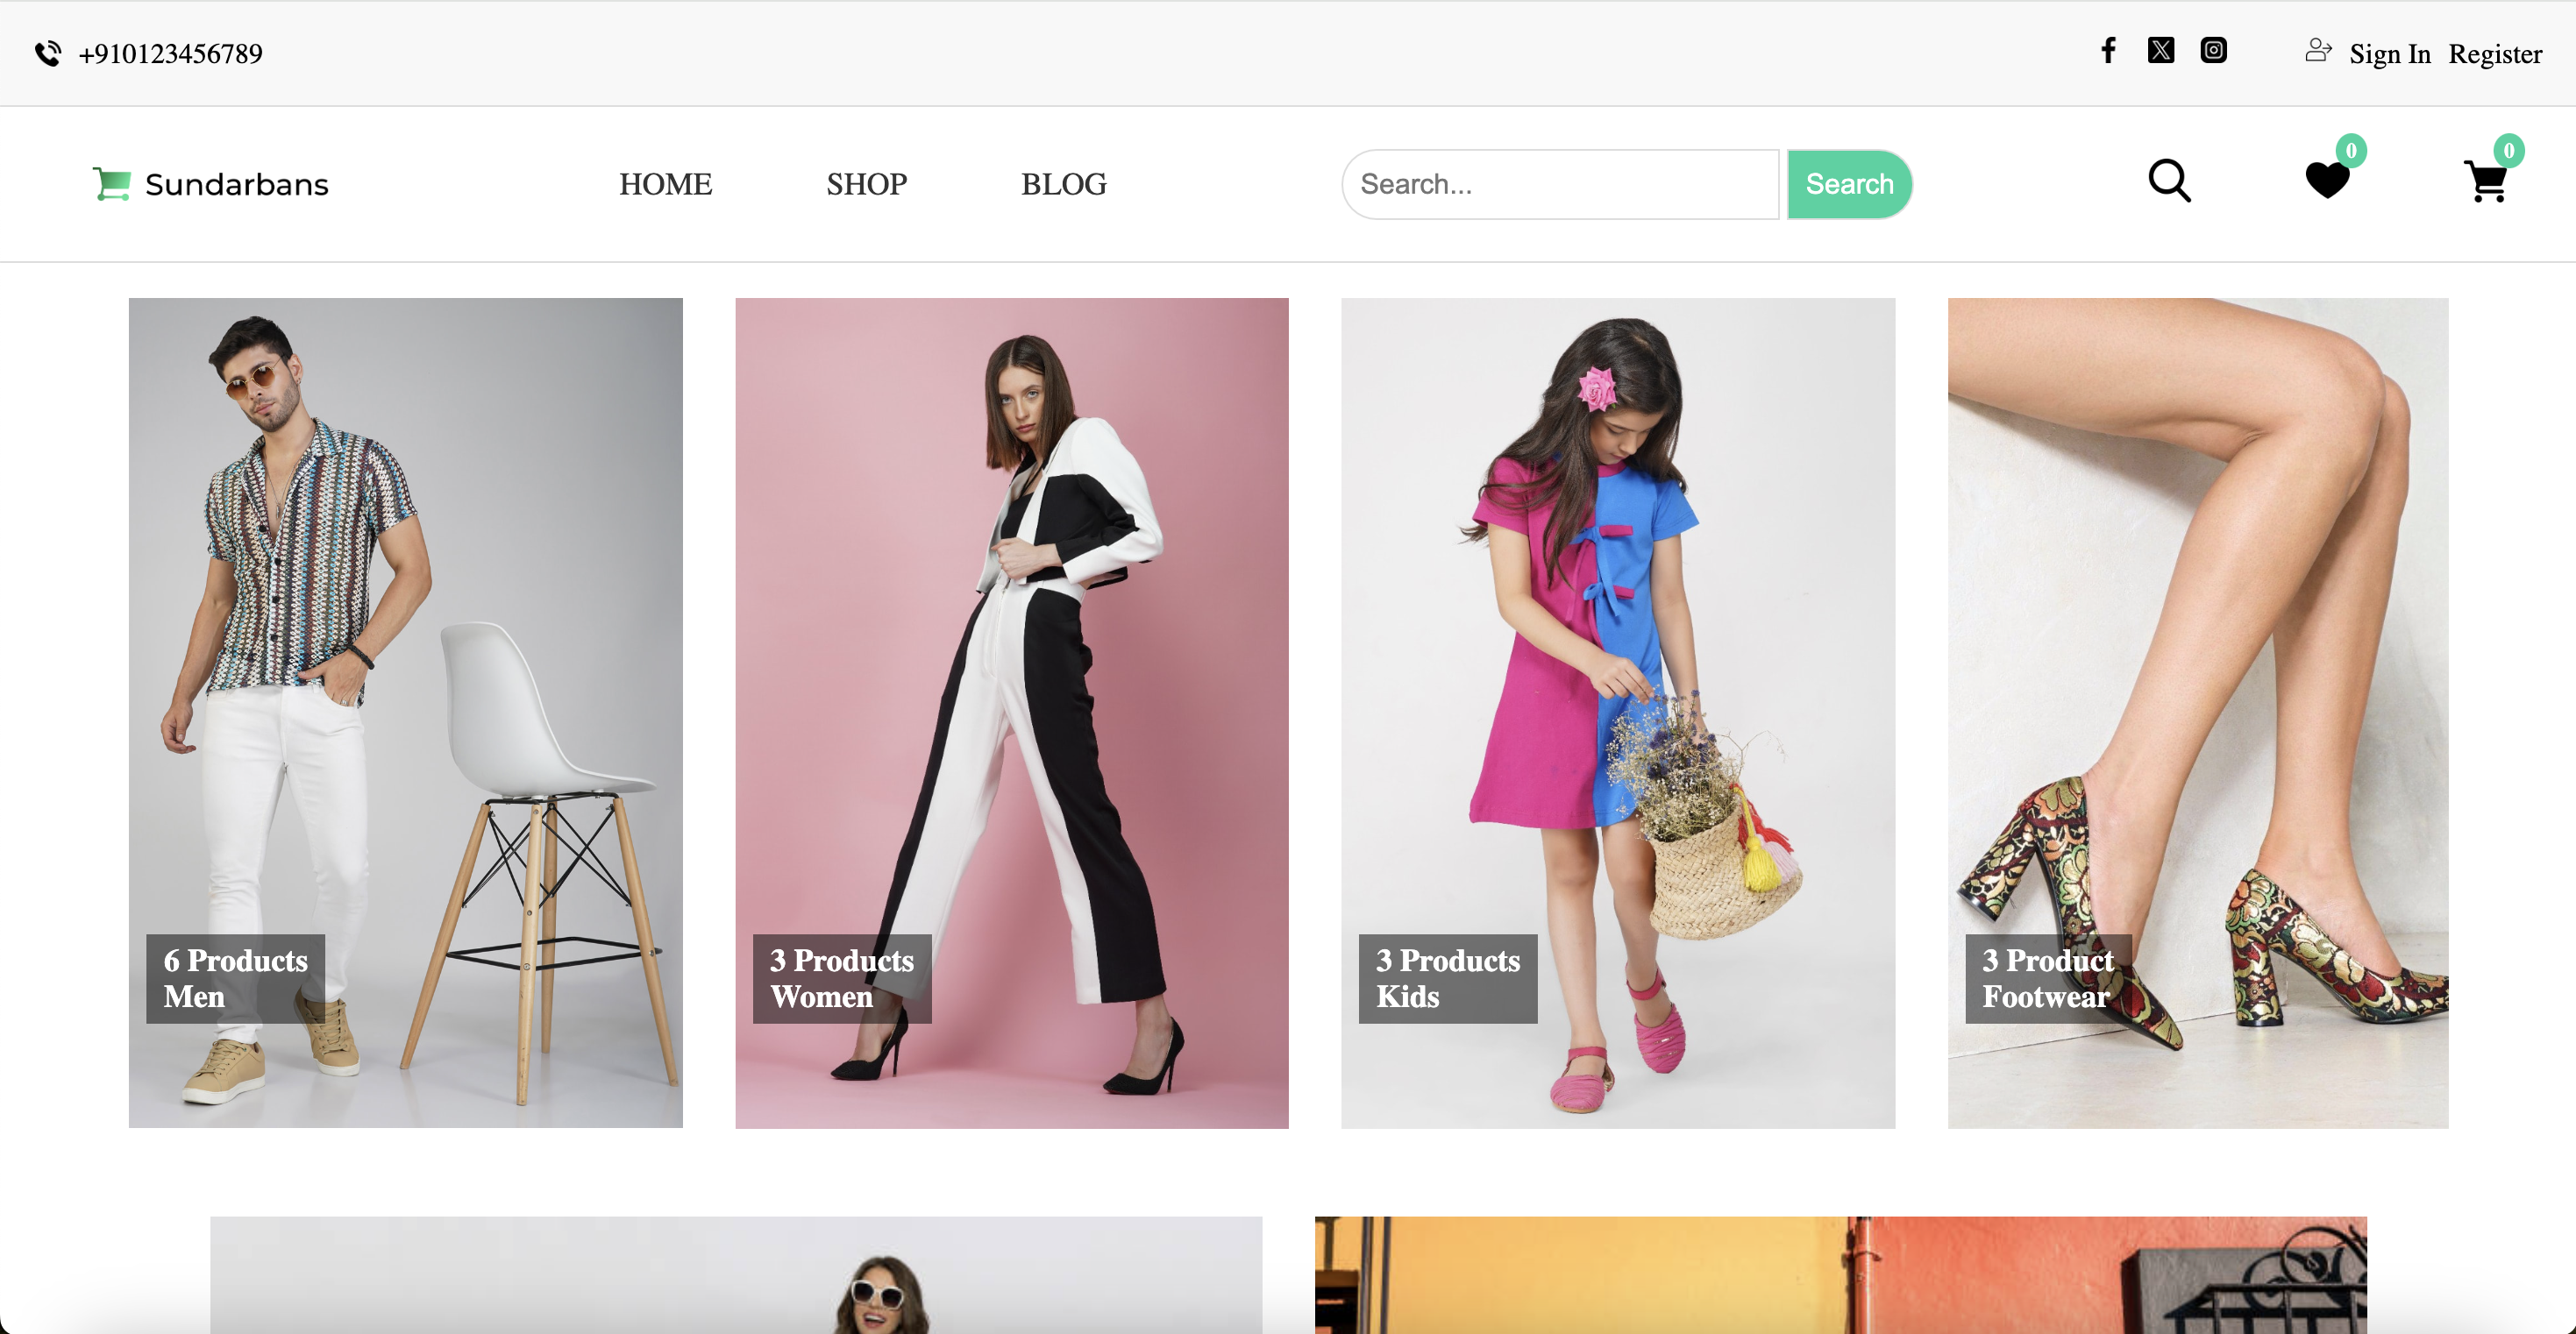 +910123456789
Sign In Register
Sundarbans
HOME SHOP BLOG
Search...
Search
0
0
6 Products
Men
3 Products
Women
3 Products
Kids
3 Product
Footwear